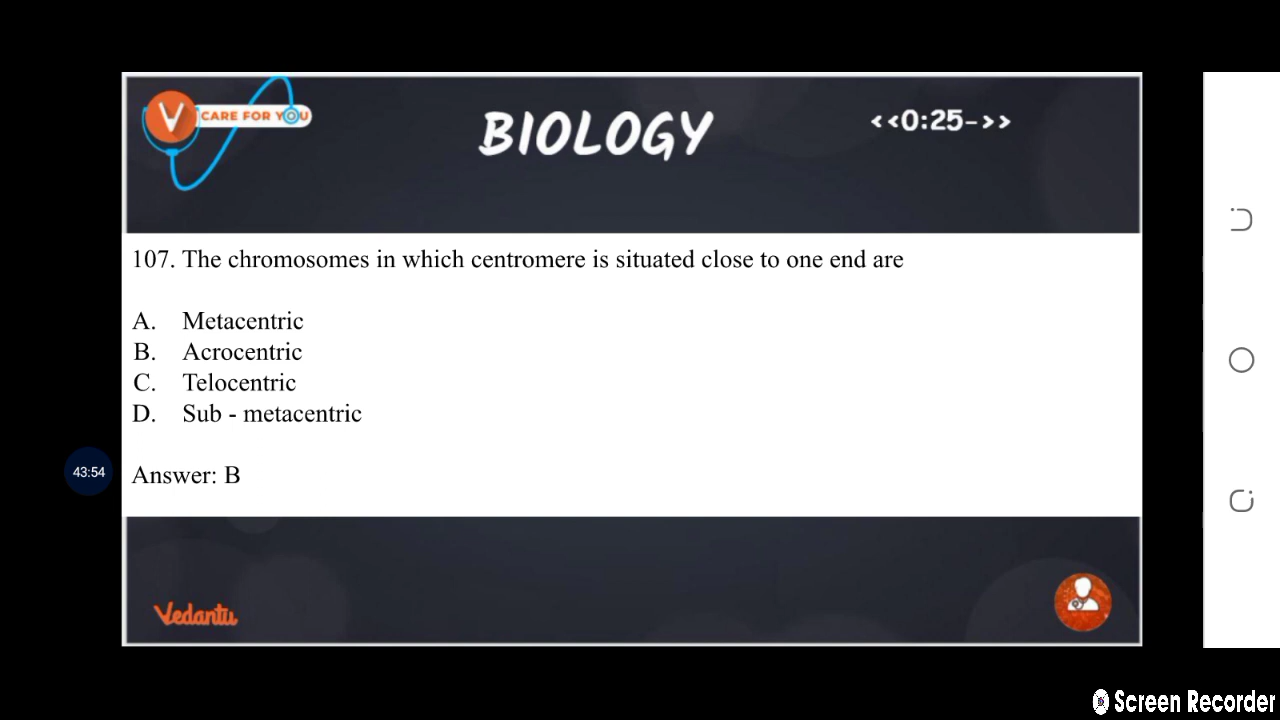 V CARE FOR YOU
BIOLOGY
<<0:25->>
107. The chromosomes in which centromere is situated close to one end are
A. Metacentric
B. Acrocentric
C. Telocentric
D. Sub - metacentric
43:54
Answer: B
Vedantu
Screen Recorder